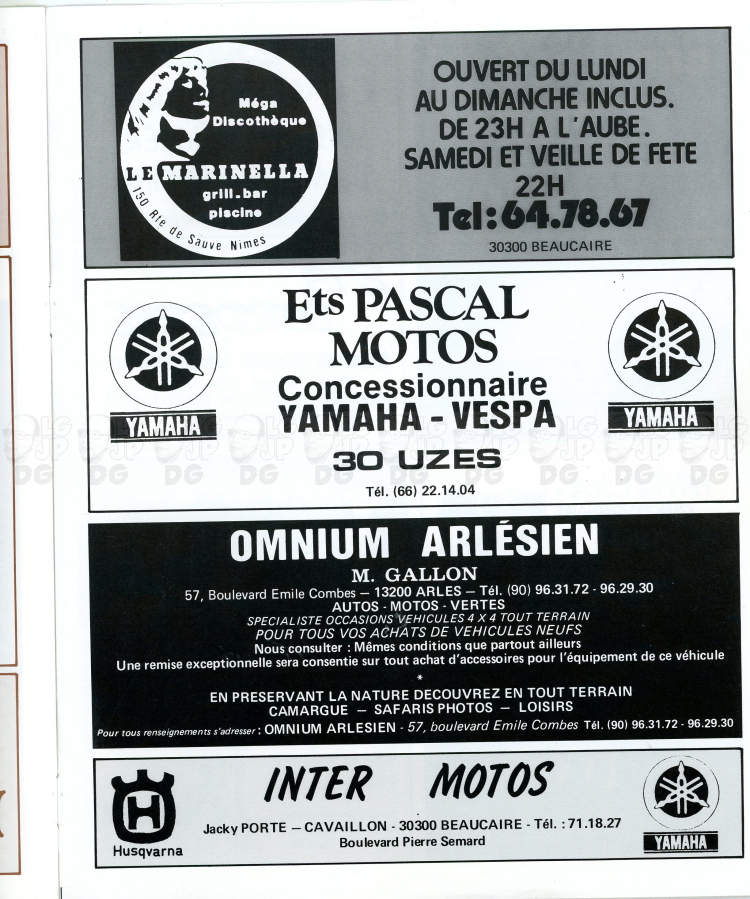 Méga
Discothèque
LE MARINELLA
grill.bar
piscine
150 Rte de Sauve Nimes
OUVERT DU LUNDI
AU DIMANCHE INCLUS.
DE 23H A L'AUBE.
SAMEDI ET VEILLE DE FETE
22H
Tel: 64.78.67
30300 BEAUCAIRE
Ets PASCAL
MOTOS
Concessionnaire
YAMAHA - VESPA
30 UZES
Tél. (66) 22.14.04
YAMAHA
YAMAHA
LG JP DG
OMNIUM ARLÉSIEN
M. GALLON
57, Boulevard Emile Combes — 13200 ARLES — Tél. (90) 96.31.72 - 96.29.30
AUTOS - MOTOS - VERTES
SPECIALISTE OCCASIONS VEHICULES 4 X 4 TOUT TERRAIN
POUR TOUS VOS ACHATS DE VEHICULES NEUFS
Nous consulter : Mêmes conditions que partout ailleurs
Une remise exceptionnelle sera consentie sur tout achat d'accessoires pour l'équipement de ce véhicule
*
EN PRESERVANT LA NATURE DECOUVREZ EN TOUT TERRAIN
CAMARGUE — SAFARIS PHOTOS — LOISIRS
Pour tous renseignements s'adresser : OMNIUM ARLESIEN - 57, boulevard Emile Combes Tél. (90) 96.31.72 - 96.29.30
H
Husqvarna
INTER MOTOS
Jacky PORTE — CAVAILLON - 30300 BEAUCAIRE - Tél. : 71.18.27
Boulevard Pierre Semard
YAMAHA